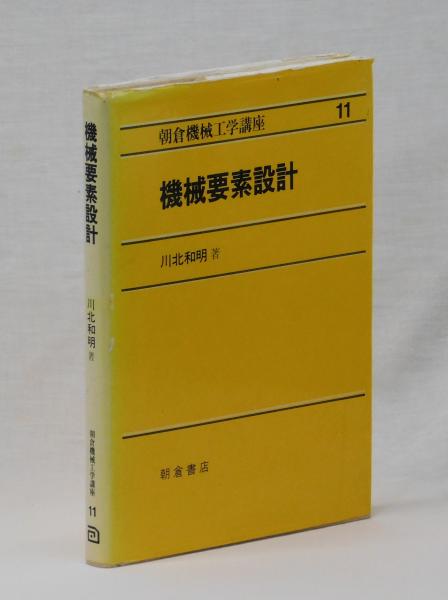 朝倉機械工学講座 11
機械要素設計
川北和明 著
朝倉書店
機械要素設計
川北和明 著
朝倉機械工学講座 11